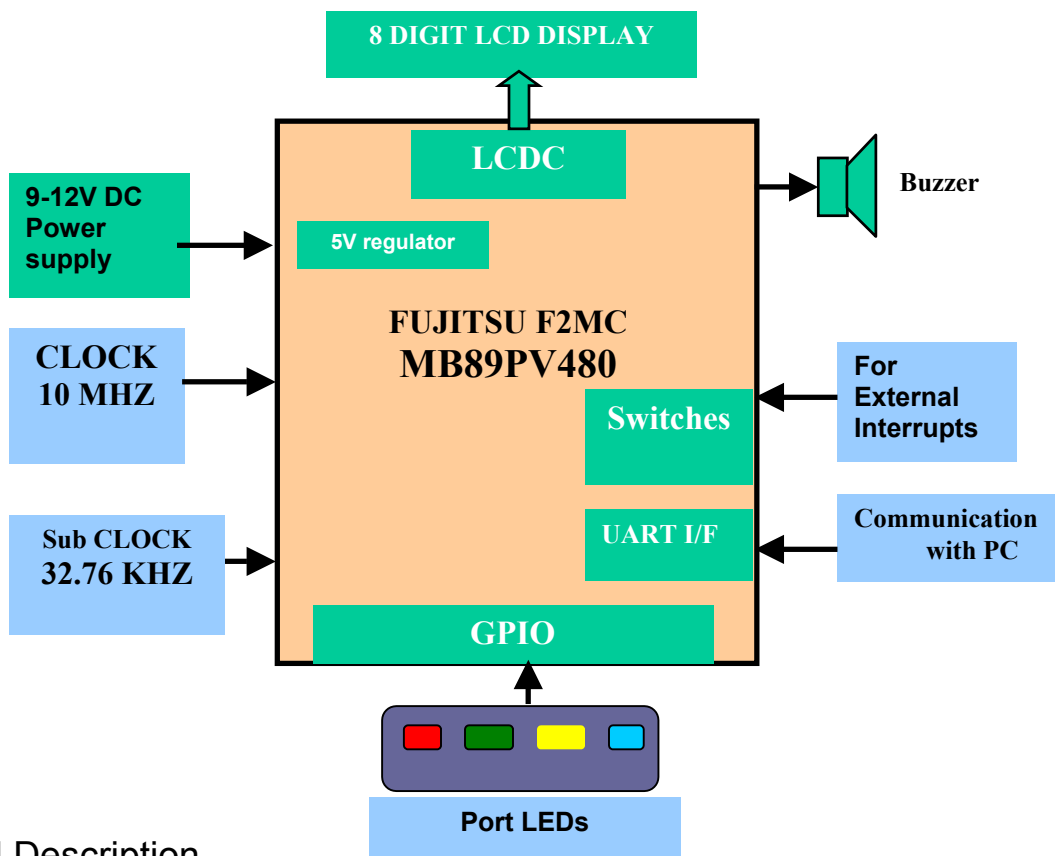 8 DIGIT LCD DISPLAY
LCDC
Buzzer
9-12V DC
Power
supply
5V regulator
FUJITSU F2MC
MB89PV480
CLOCK
10 MHZ
For
External
Interrupts
Switches
Sub CLOCK
32.76 KHZ
UART I/F
Communication
with PC
GPIO
Port LEDs
Description